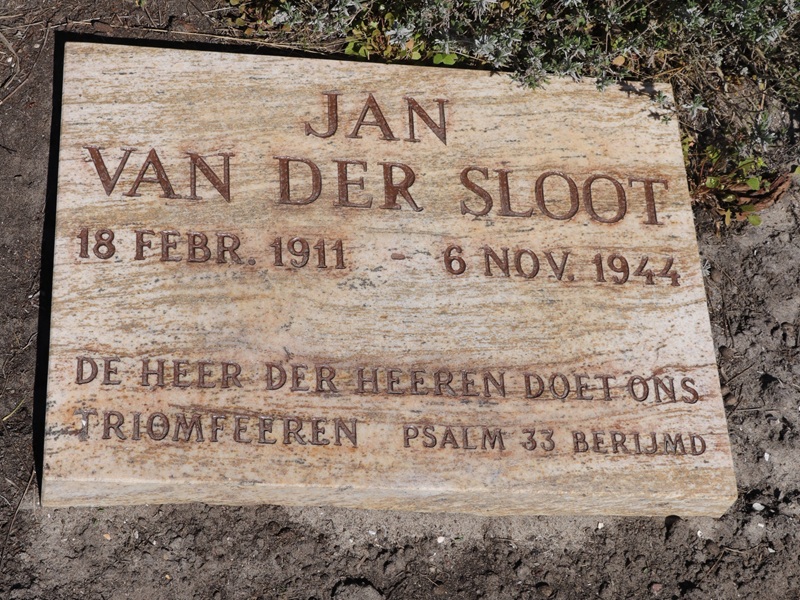 JAN
VAN DER SLOOT
18 FEBR. 1911 - 6 NOV. 1944
DE HEER DER HEEREN DOET ONS
TRIOMFEEREN PSALM 33 BERIJMD